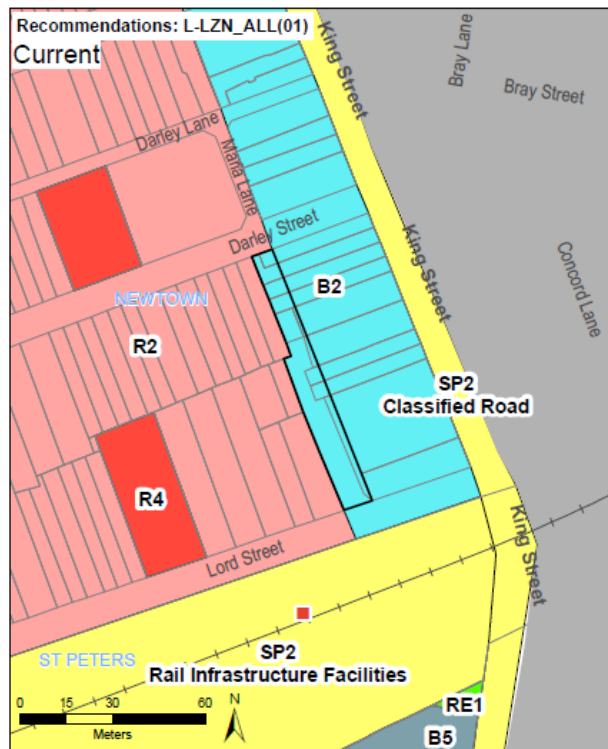 Recommendations: L-LZN_ALL(01)
Current
King Street
Bray Lane
Bray Street
Darley Lane
Maria Lane
Darley Street
King Street
Concord Lane
B2
NEWTOWN
R2
SP2
Classified Road
R4
Lord Street
King Street
ST PETERS
SP2
Rail Infrastructure Facilities
RE1
B5
0 15 30 60
Meters
N